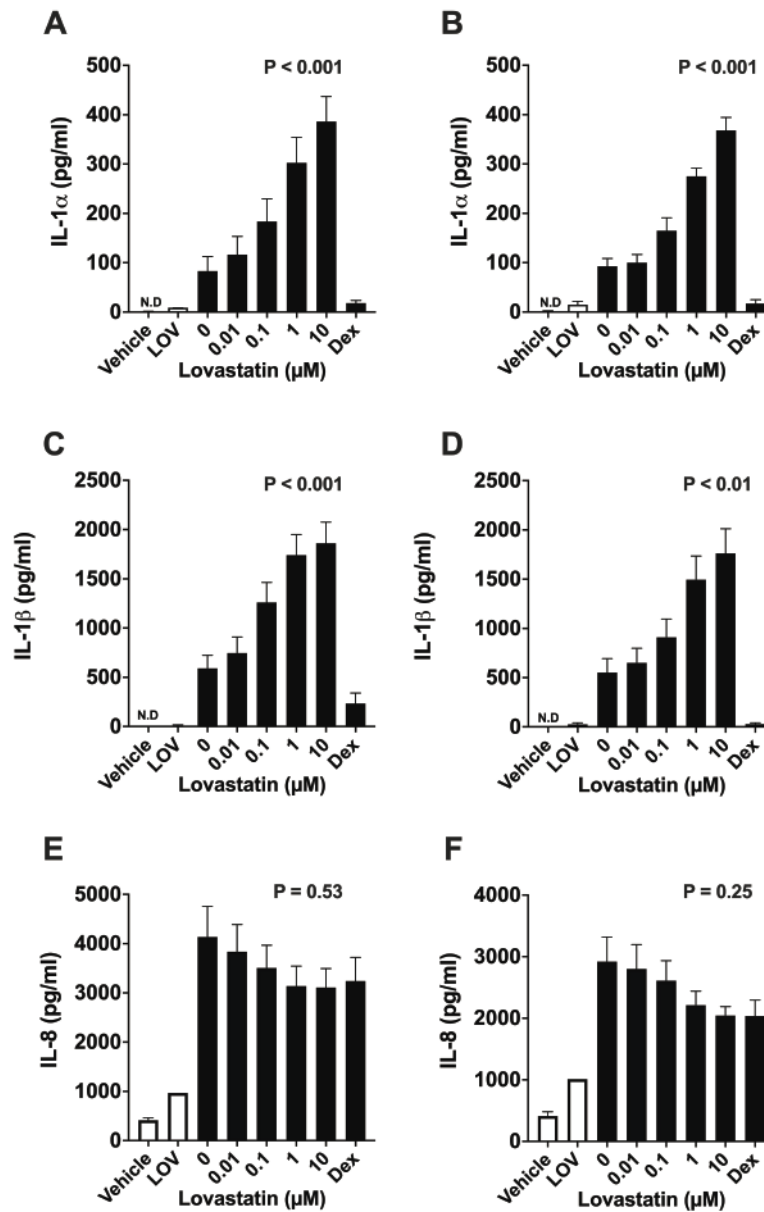 A
P < 0.001
IL-1α (pg/ml)
500
400
300
200
100
0
N.D
Vehicle
LOV
0
0.01
0.1
1
10
Dex
Lovastatin (µM)
B
P < 0.001
IL-1α (pg/ml)
500
400
300
200
100
0
N.D
Vehicle
LOV
0
0.01
0.1
1
10
Dex
Lovastatin (µM)
C
P < 0.001
IL-1β (pg/ml)
2500
2000
1500
1000
500
0
N.D
Vehicle
LOV
0
0.01
0.1
1
10
Dex
Lovastatin (µM)
D
P < 0.01
IL-1β (pg/ml)
2500
2000
1500
1000
500
0
N.D
Vehicle
LOV
0
0.01
0.1
1
10
Dex
Lovastatin (µM)
E
P = 0.53
IL-8 (pg/ml)
5000
4000
3000
2000
1000
0
Vehicle
LOV
0
0.01
0.1
1
10
Dex
Lovastatin (µM)
F
P = 0.25
IL-8 (pg/ml)
4000
3000
2000
1000
0
Vehicle
LOV
0
0.01
0.1
1
10
Dex
Lovastatin (µM)